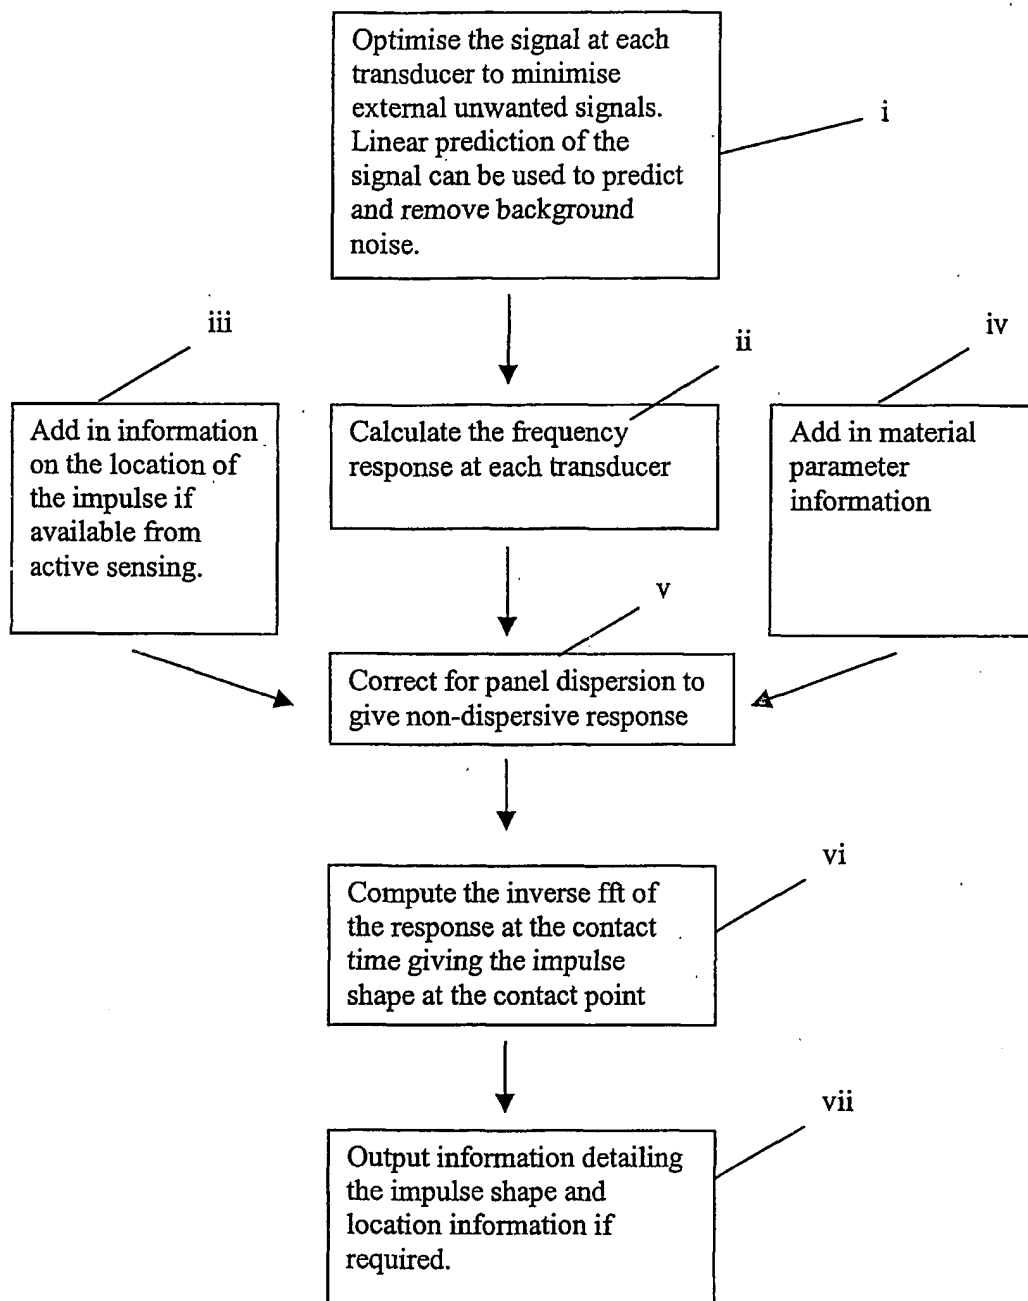 Optimise the signal at each
transducer to minimise
external unwanted signals.
Linear prediction of the
signal can be used to predict
and remove background
noise.
i
iii
ii
iv
Add in information
on the location of
the impulse if
available from
active sensing.
Calculate the frequency
response at each transducer
Add in material
parameter
information
v
Correct for panel dispersion to
give non-dispersive response
vi
Compute the inverse fft of
the response at the contact
time giving the impulse
shape at the contact point
vii
Output information detailing
the impulse shape and
location information if
required.